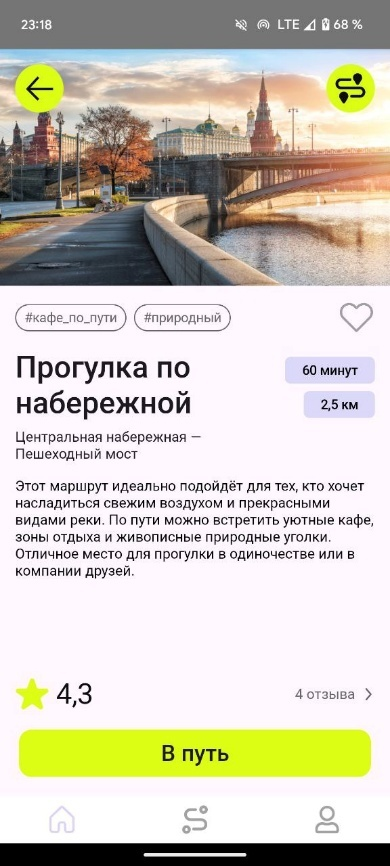 23:18 LTE 68 %
#кафе_по_пути #природный
Прогулка по
набережной
60 минут
2,5 км
Центральная набережная —
Пешеходный мост
Этот маршрут идеально подойдёт для тех, кто хочет
насладиться свежим воздухом и прекрасными
видами реки. По пути можно встретить уютные кафе,
зоны отдыха и живописные природные уголки.
Отличное место для прогулки в одиночестве или в
компании друзей.
4,3 4 отзыва
В путь